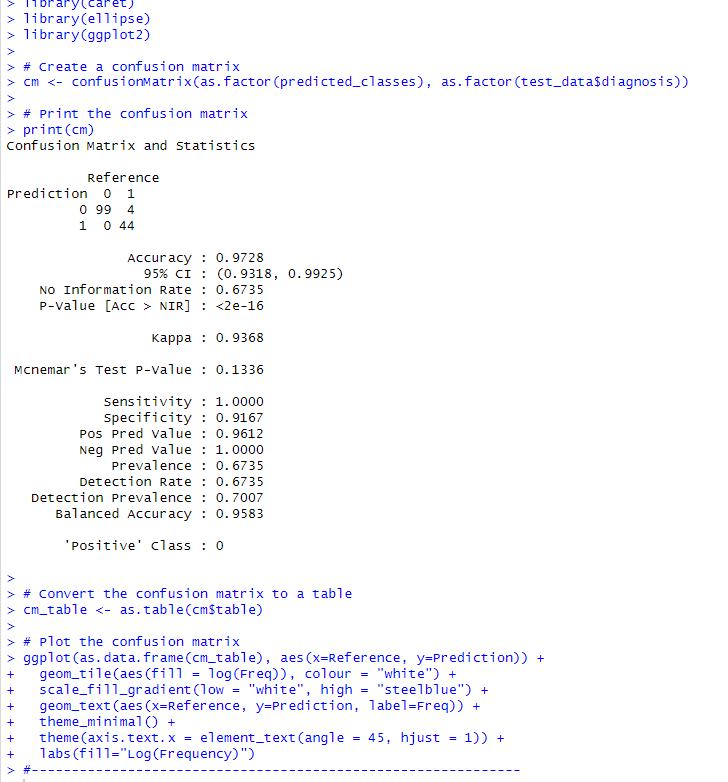 > library(caret)
> library(ellipse)
> library(ggplot2)
>
> # Create a confusion matrix
> cm <- confusionMatrix(as.factor(predicted_classes), as.factor(test_data$diagnosis))
>
> # Print the confusion matrix
> print(cm)
Confusion Matrix and Statistics

          Reference
Prediction  0  1
         0 99  4
         1  0 44

               Accuracy : 0.9728
                 95% CI : (0.9318, 0.9925)
    No Information Rate : 0.6735
    P-Value [Acc > NIR] : <2e-16

                  Kappa : 0.9368

 Mcnemar's Test P-Value : 0.1336

            Sensitivity : 1.0000
            Specificity : 0.9167
         Pos Pred Value : 0.9612
         Neg Pred Value : 1.0000
             Prevalence : 0.6735
         Detection Rate : 0.6735
   Detection Prevalence : 0.7007
      Balanced Accuracy : 0.9583

       'Positive' Class : 0

>
> # Convert the confusion matrix to a table
> cm_table <- as.table(cm$table)
>
> # Plot the confusion matrix
> ggplot(as.data.frame(cm_table), aes(x=Reference, y=Prediction)) +
+   geom_tile(aes(fill = log(Freq)), colour = "white") +
+   scale_fill_gradient(low = "white", high = "steelblue") +
+   geom_text(aes(x=Reference, y=Prediction, label=Freq)) +
+   theme_minimal() +
+   theme(axis.text.x = element_text(angle = 45, hjust = 1)) +
+   labs(fill="Log(Frequency)")
> #-------------------------------------------------------------